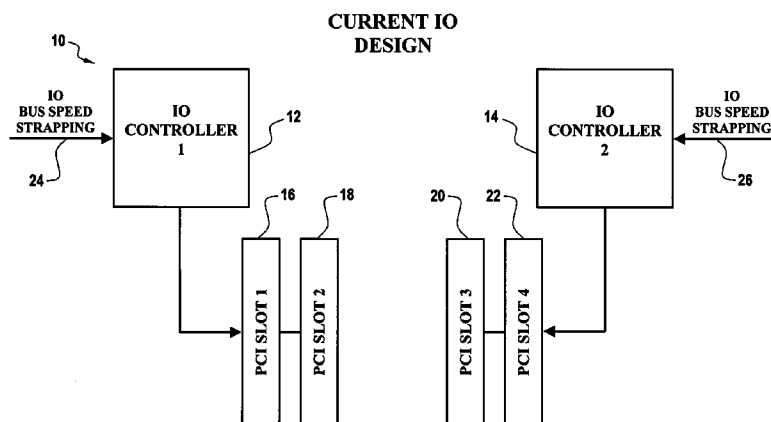 CURRENT IO
DESIGN
10
IO
BUS SPEED
STRAPPING
24
IO
CONTROLLER
1
12
14
IO
CONTROLLER
2
IO
BUS SPEED
STRAPPING
26
16
18
20
22
PCI SLOT 1
PCI SLOT 2
PCI SLOT 3
PCI SLOT 4